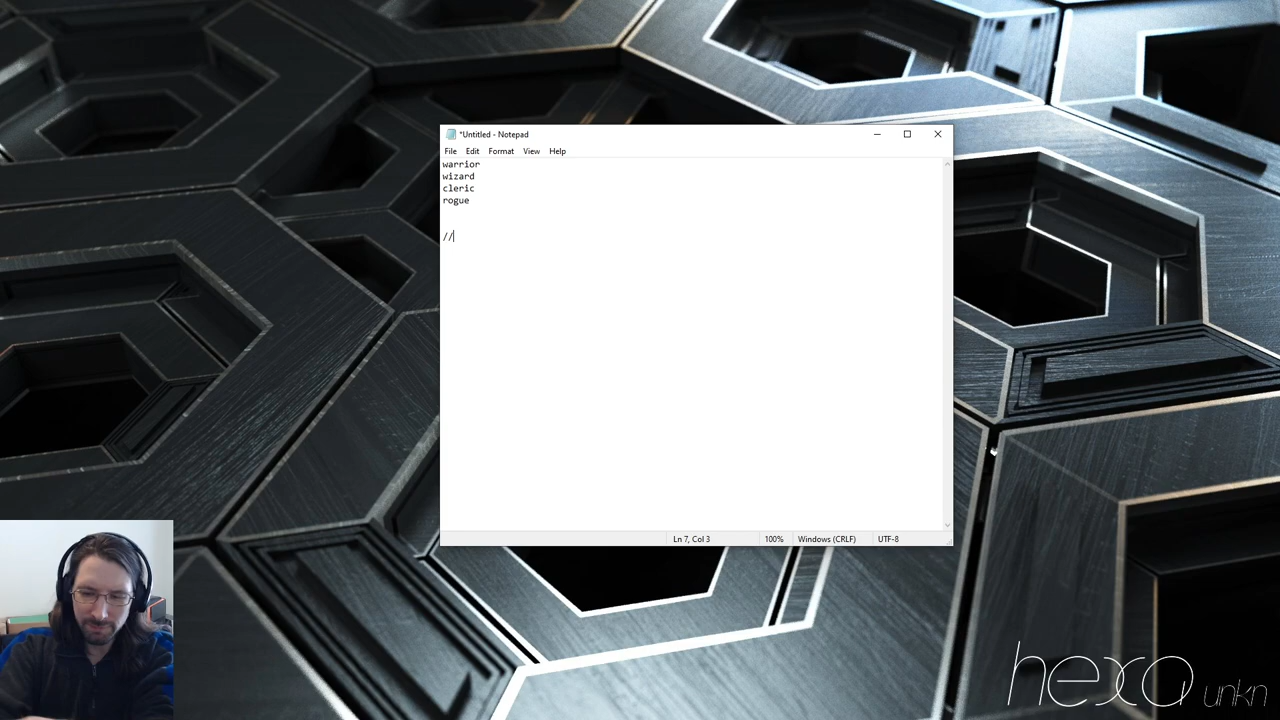 *Untitled - Notepad
File Edit Format View Help
warrior
wizard
cleric
rogue
//
Ln 7, Col 3 100% Windows (CRLF) UTF-8
hexa unkn